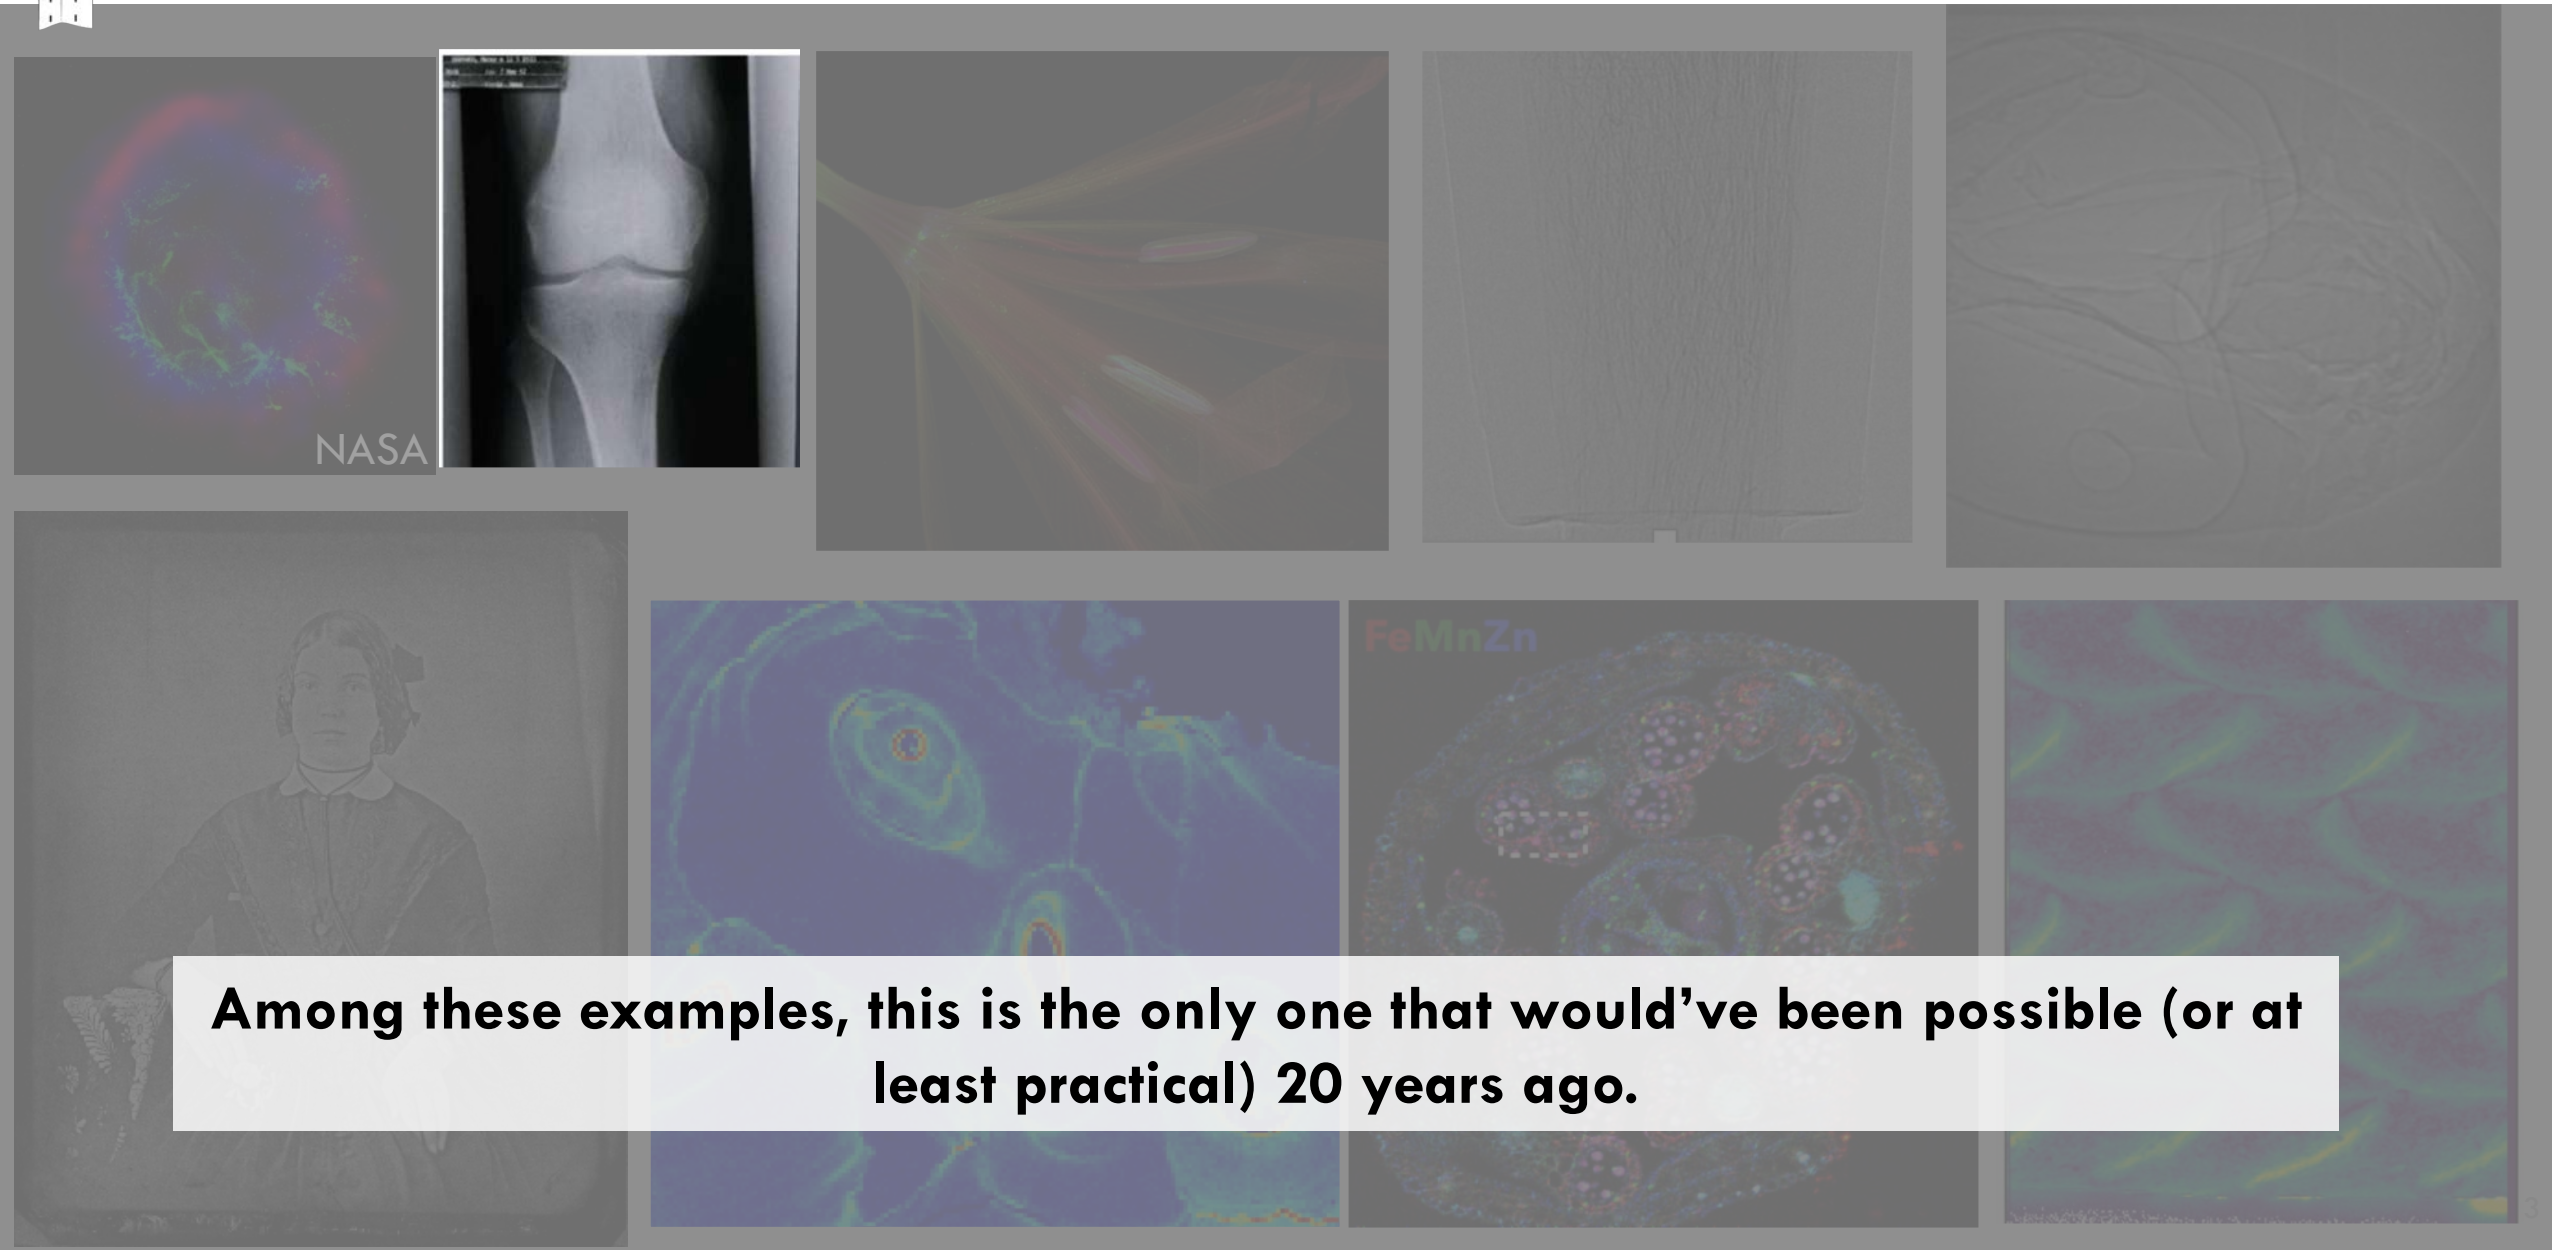 NASA
FeMnZn
Among these examples, this is the only one that would’ve been possible (or at
least practical) 20 years ago.
3